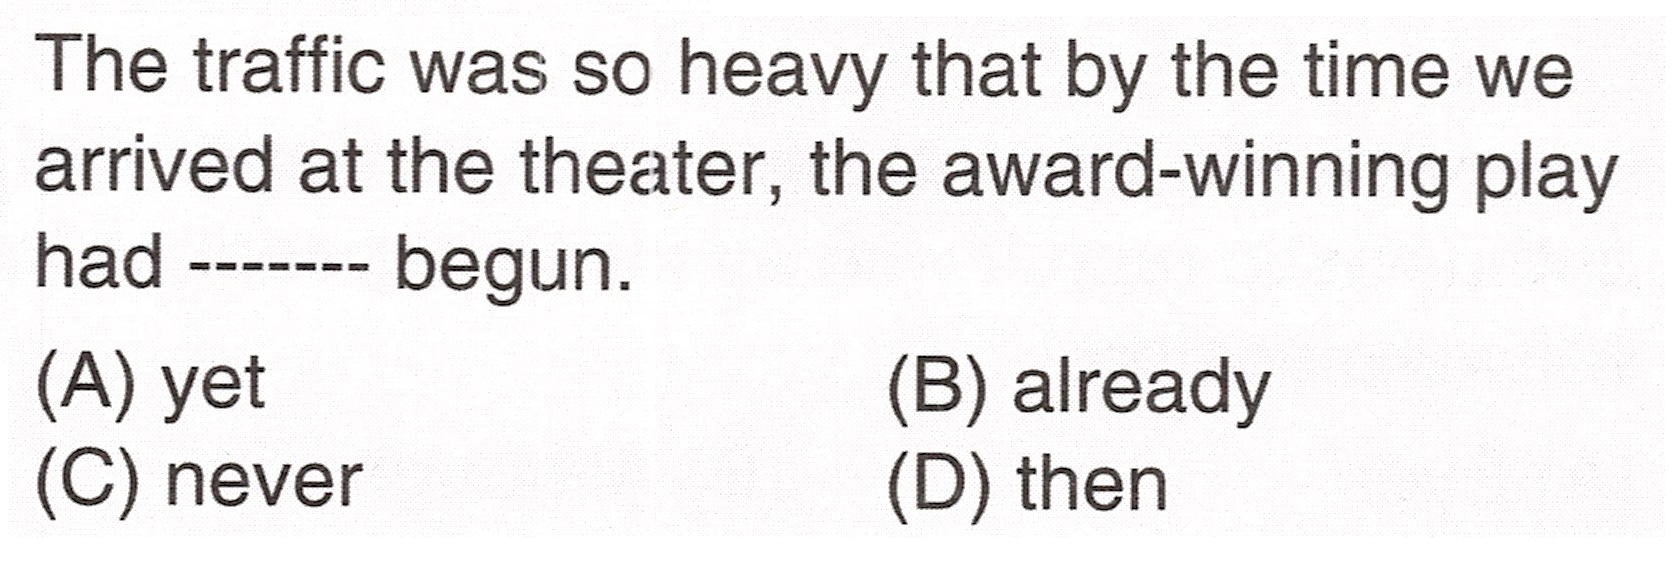 The traffic was so heavy that by the time we
arrived at the theater, the award-winning play
had ------- begun.
(A) yet
(B) already
(C) never
(D) then